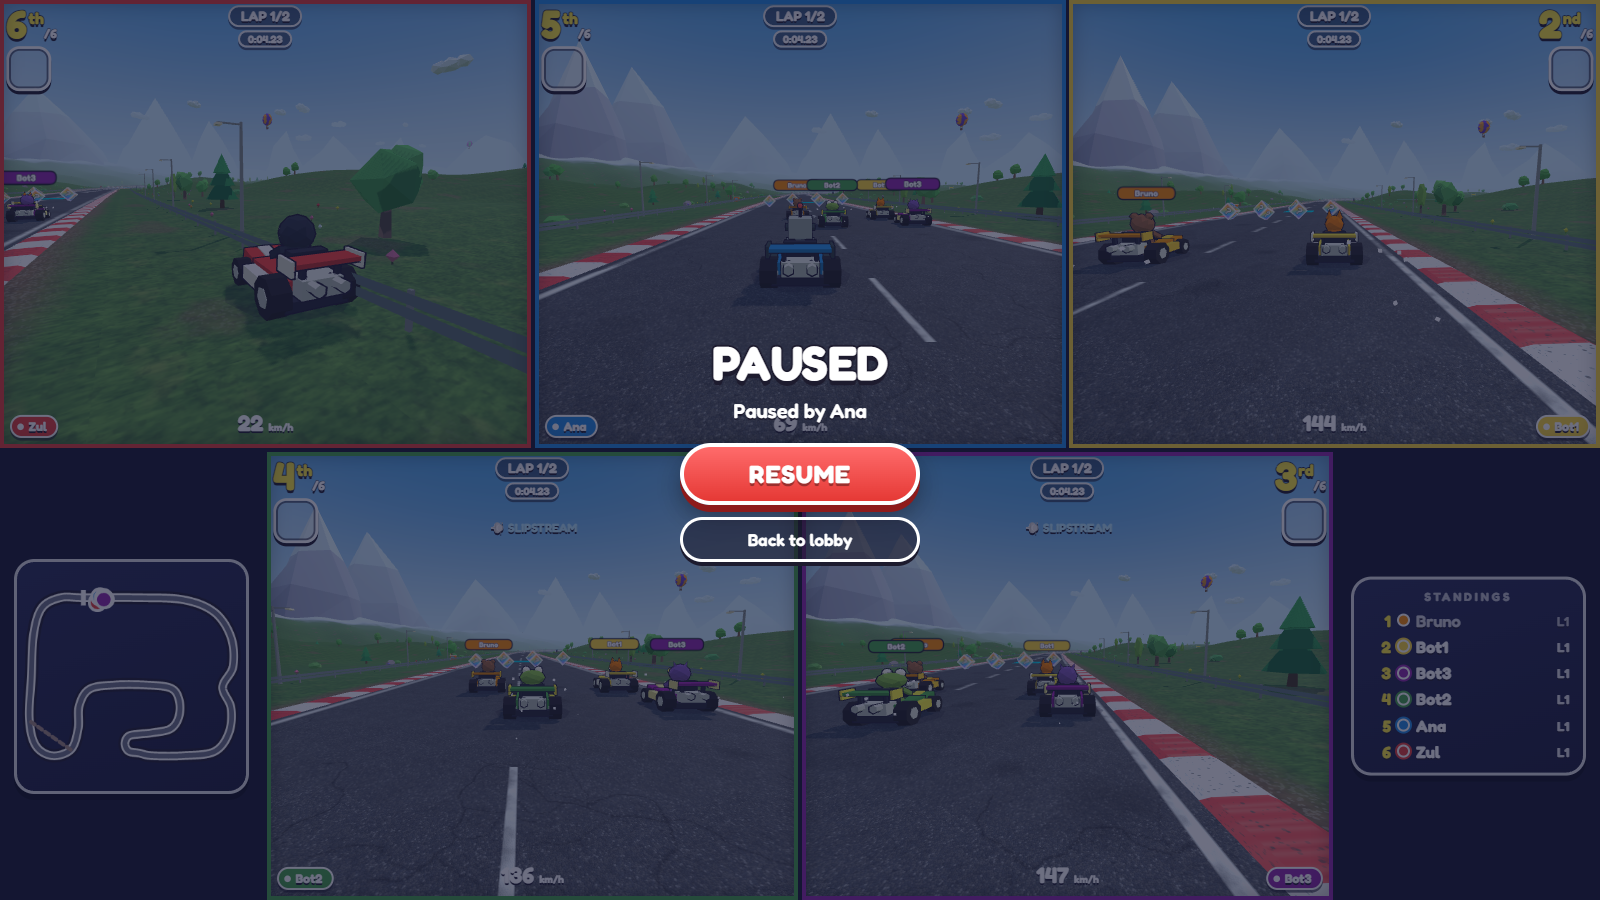 6th /6
LAP 1/2
0:04.23
Bot3
22 km/h
Zul
5th /6
LAP 1/2
0:04.23
Bruno
Bot2
Bot3
69 km/h
Ana
2nd /6
LAP 1/2
0:04.23
Bruno
144 km/h
Bot1
PAUSED
Paused by Ana
RESUME
Back to lobby
4th /6
LAP 1/2
0:04.23
SLIPSTREAM
Bruno
Bot1
Bot3
136 km/h
Bot2
3rd /6
LAP 1/2
0:04.23
SLIPSTREAM
Bot2
Bot1
147 km/h
Bot3
STANDINGS
1 Bruno L1
2 Bot1 L1
3 Bot3 L1
4 Bot2 L1
5 Ana L1
6 Zul L1